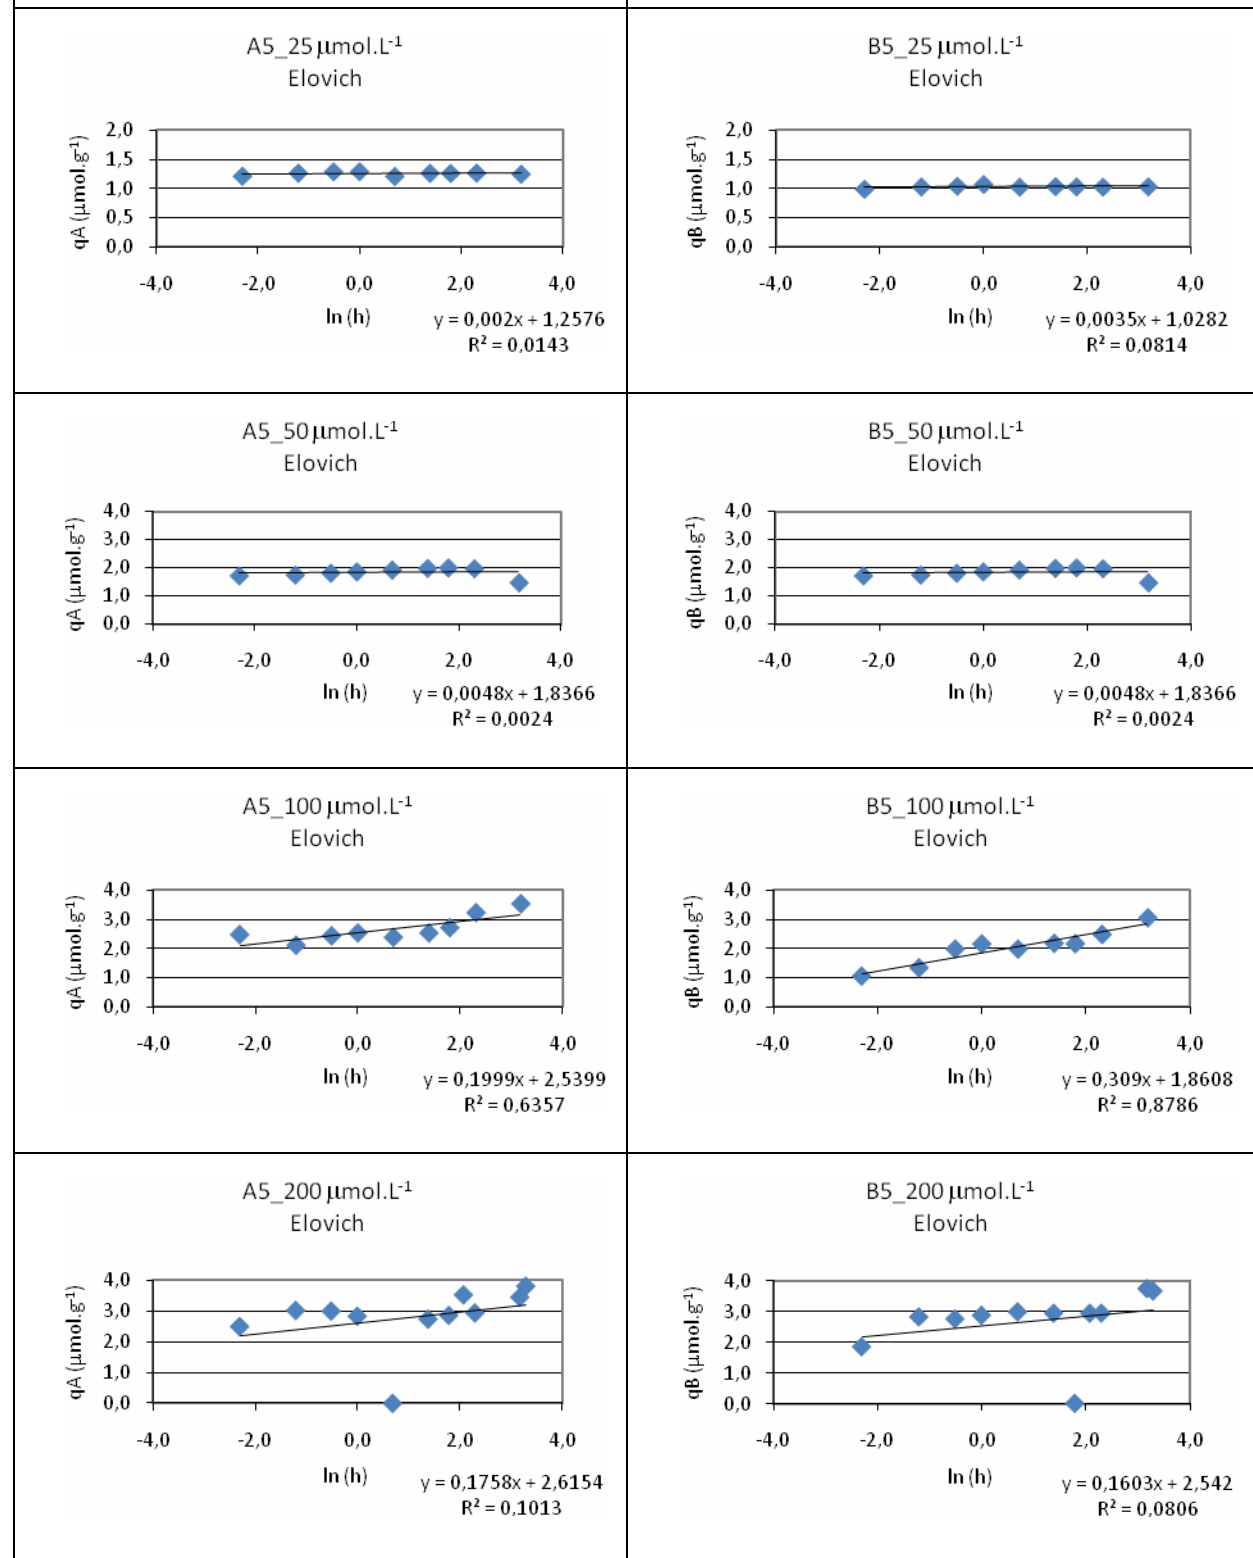 A5_25 µmol.L-1
Elovich
qA (µmol.g-1)
2,0
1,5
1,0
0,5
0,0
-4,0 -2,0 0,0 2,0 4,0
ln (h)
y = 0,002x + 1,2576
R² = 0,0143
B5_25 µmol.L-1
Elovich
qB (µmol.g-1)
2,0
1,5
1,0
0,5
0,0
-4,0 -2,0 0,0 2,0 4,0
ln (h)
y = 0,0035x + 1,0282
R² = 0,0814
A5_50 µmol.L-1
Elovich
qA (µmol.g-1)
4,0
3,0
2,0
1,0
0,0
-4,0 -2,0 0,0 2,0 4,0
ln (h)
y = 0,0048x + 1,8366
R² = 0,0024
B5_50 µmol.L-1
Elovich
qB (µmol.g-1)
4,0
3,0
2,0
1,0
0,0
-4,0 -2,0 0,0 2,0 4,0
ln (h)
y = 0,0048x + 1,8366
R² = 0,0024
A5_100 µmol.L-1
Elovich
qA (µmol.g-1)
4,0
3,0
2,0
1,0
0,0
-4,0 -2,0 0,0 2,0 4,0
ln (h)
y = 0,1999x + 2,5399
R² = 0,6357
B5_100 µmol.L-1
Elovich
qB (µmol.g-1)
4,0
3,0
2,0
1,0
0,0
-4,0 -2,0 0,0 2,0 4,0
ln (h)
y = 0,309x + 1,8608
R² = 0,8786
A5_200 µmol.L-1
Elovich
qA (µmol.g-1)
4,0
3,0
2,0
1,0
0,0
-4,0 -2,0 0,0 2,0 4,0
ln (h)
y = 0,1758x + 2,6154
R² = 0,1013
B5_200 µmol.L-1
Elovich
qB (µmol.g-1)
4,0
3,0
2,0
1,0
0,0
-4,0 -2,0 0,0 2,0 4,0
ln (h)
y = 0,1603x + 2,542
R² = 0,0806